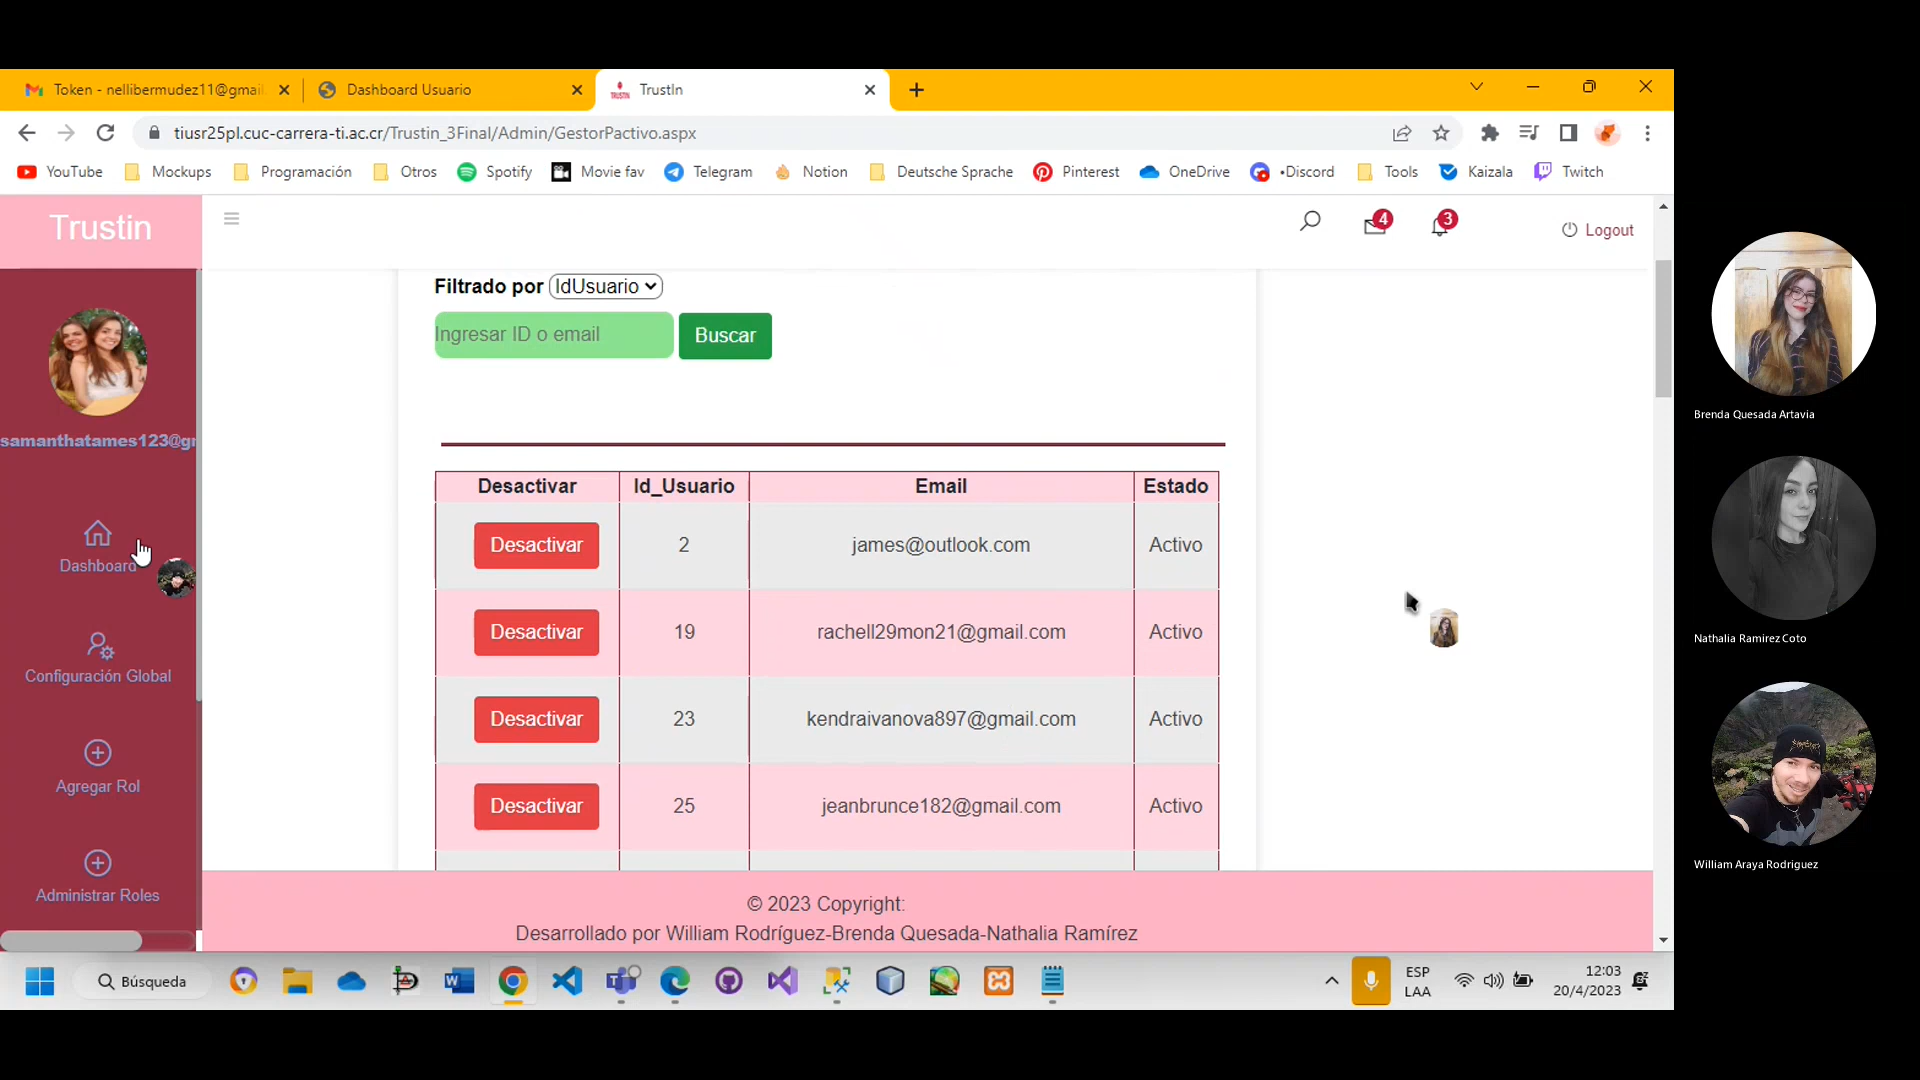 Token - nellibermudez11@gmai
Dashboard Usuario
TrustIn
tiusr25pl.cuc-carrera-ti.ac.cr/Trustin_3Final/Admin/GestorPactivo.aspx
YouTube
Mockups
Programación
Otros
Spotify
Movie fav
Telegram
Notion
Deutsche Sprache
Pinterest
OneDrive
•Discord
Tools
Kaizala
Twitch
Trustin
4
3
Logout
samanthatames123@gr
Dashboard
Configuración Global
Agregar Rol
Administrar Roles
Filtrado por IdUsuario
Ingresar ID o email Buscar
Desactivar Id_Usuario Email Estado
Desactivar 2 james@outlook.com Activo
Desactivar 19 rachell29mon21@gmail.com Activo
Desactivar 23 kendraivanova897@gmail.com Activo
Desactivar 25 jeanbrunce182@gmail.com Activo
© 2023 Copyright:
Desarrollado por William Rodríguez-Brenda Quesada-Nathalia Ramírez
Brenda Quesada Artavia
Nathalia Ramirez Coto
William Araya Rodriguez
Búsqueda
ESP
LAA
12:03
20/4/2023